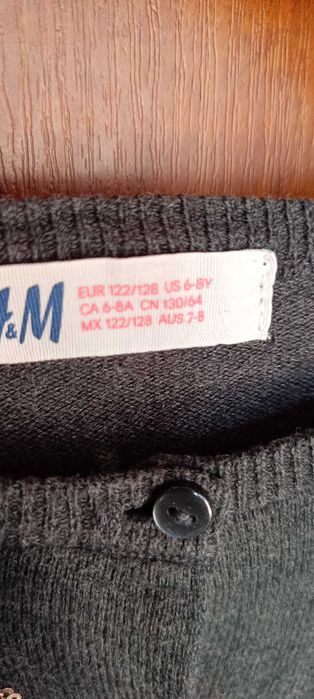 &M
EUR 122/128 US 6-8Y
CA 6-8A CN 130/64
MX 122/128 AUS 7-8